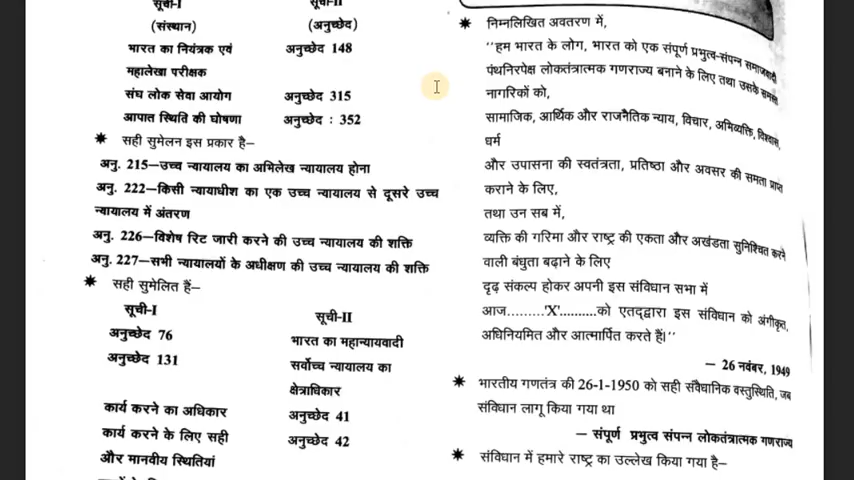 सूची-I सूची-II
(संस्थान) (अनुच्छेद)
भारत का नियंत्रक एवं अनुच्छेद 148
महालेखा परीक्षक
संघ लोक सेवा आयोग अनुच्छेद 315
आपात स्थिति की घोषणा अनुच्छेद : 352
* सही सुमेलन इस प्रकार है–
अनु. 215–उच्च न्यायालय का अभिलेख न्यायालय होना
अनु. 222–किसी न्यायाधीश का एक उच्च न्यायालय से दूसरे उच्च
न्यायालय में अंतरण
अनु. 226–विशेष रिट जारी करने की उच्च न्यायालय की शक्ति
अनु. 227–सभी न्यायालयों के अधीक्षण की उच्च न्यायालय की शक्ति
* सही सुमेलित हैं–
सूची-I सूची-II
अनुच्छेद 76 भारत का महान्यायवादी
अनुच्छेद 131 सर्वोच्च न्यायालय का
क्षेत्राधिकार
कार्य करने का अधिकार अनुच्छेद 41
कार्य करने के लिए सही अनुच्छेद 42
और मानवीय स्थितियां
* निम्नलिखित अवतरण में,
''हम भारत के लोग, भारत को एक संपूर्ण प्रभुत्व-संपन्न समाजवादी
पंथनिरपेक्ष लोकतंत्रात्मक गणराज्य बनाने के लिए तथा उसके समस्त
नागरिकों को,
सामाजिक, आर्थिक और राजनैतिक न्याय, विचार, अभिव्यक्ति, विश्वास,
धर्म
और उपासना की स्वतंत्रता, प्रतिष्ठा और अवसर की समता प्राप्त
कराने के लिए,
तथा उन सब में,
व्यक्ति की गरिमा और राष्ट्र की एकता और अखंडता सुनिश्चित करने
वाली बंधुता बढ़ाने के लिए
दृढ़ संकल्प होकर अपनी इस संविधान सभा में
आज.........'X'..........को एतद्द्वारा इस संविधान को अंगीकृत,
अधिनियमित और आत्मार्पित करते हैं।''
– 26 नवंबर, 1949
* भारतीय गणतंत्र की 26-1-1950 को सही संवैधानिक वस्तुस्थिति, जब
संविधान लागू किया गया था
– संपूर्ण प्रभुत्व संपन्न लोकतंत्रात्मक गणराज्य
* संविधान में हमारे राष्ट्र का उल्लेख किया गया है–